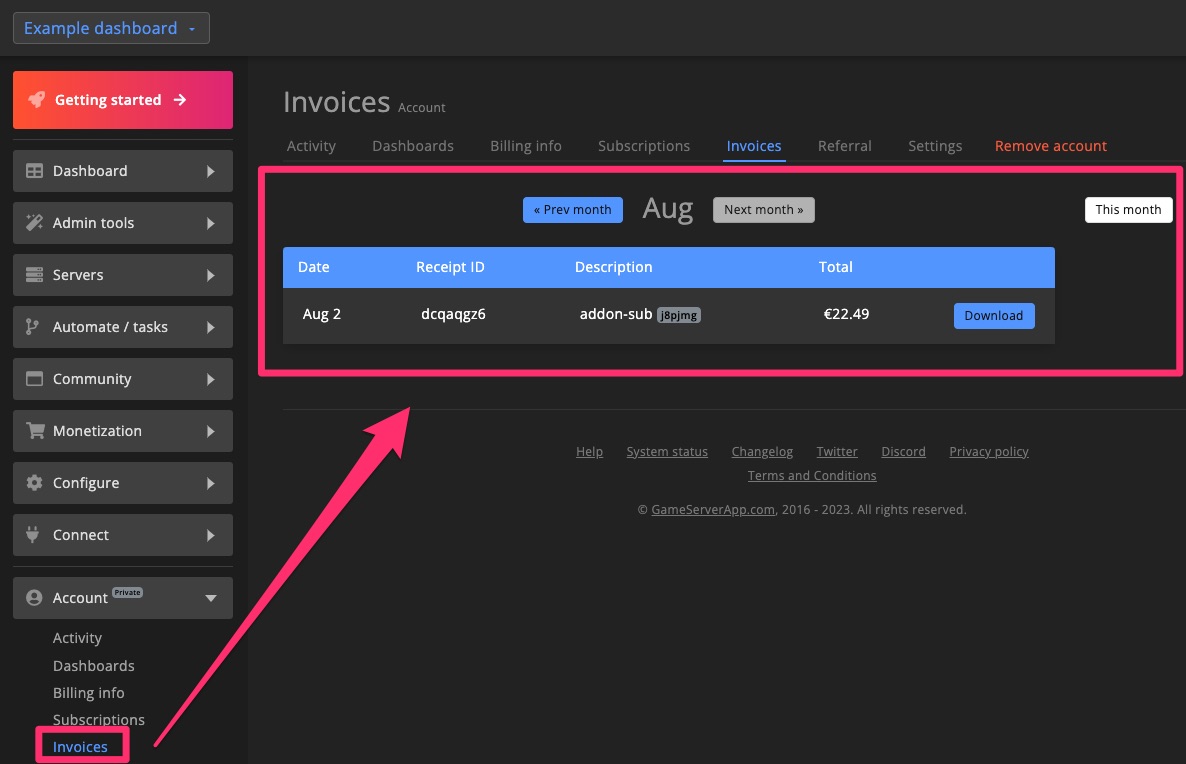 Example dashboard
Getting started
Dashboard
Admin tools
Servers
Automate / tasks
Community
Monetization
Configure
Connect
Account Private
Activity
Dashboards
Billing info
Subscriptions
Invoices
Invoices Account
Activity Dashboards Billing info Subscriptions Invoices Referral Settings Remove account
« Prev month Aug Next month » This month
Date Receipt ID Description Total
Aug 2 dcqaqgz6 addon-sub j8pjmg €22.49 Download
Help System status Changelog Twitter Discord Privacy policy
Terms and Conditions
© GameServerApp.com, 2016 - 2023. All rights reserved.